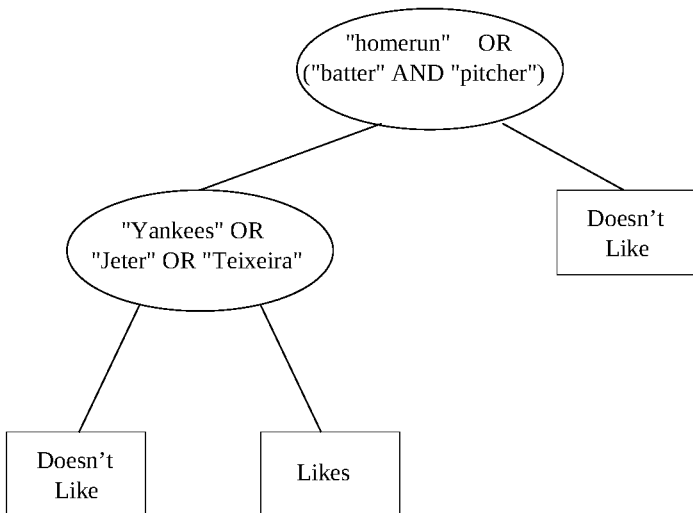 "homerun" OR
("batter" AND "pitcher")
"Yankees" OR
"Jeter" OR "Teixeira"
Doesn't
Like
Doesn't
Like
Likes